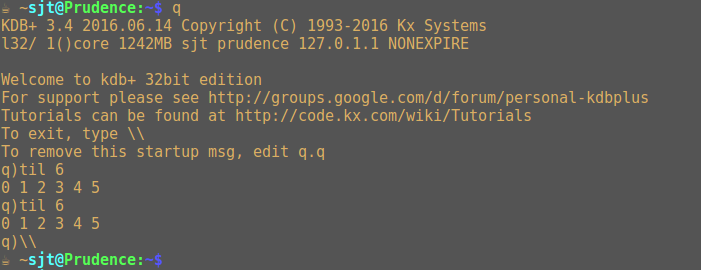 ☕ ~sjt@Prudence:~$ q
KDB+ 3.4 2016.06.14 Copyright (C) 1993-2016 Kx Systems
l32/ 1()core 1242MB sjt prudence 127.0.1.1 NONEXPIRE

Welcome to kdb+ 32bit edition
For support please see http://groups.google.com/d/forum/personal-kdbplus
Tutorials can be found at http://code.kx.com/wiki/Tutorials
To exit, type \\
To remove this startup msg, edit q.q
q)til 6
0 1 2 3 4 5
q)til 6
0 1 2 3 4 5
q)\\
☕ ~sjt@Prudence:~$